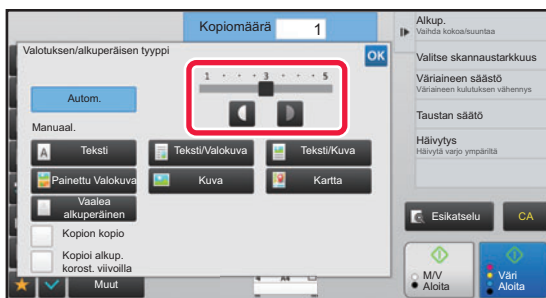 Kopiomäärä 1
Valotuksen/alkuperäisen tyyppi
OK
1 · · 3 · · 5
Autom.
Manuaal.
A Teksti
Teksti/Valokuva
Teksti/Kuva
Painettu Valokuva
Kuva
Kartta
Vaalea
alkuperäinen
Kopion kopio
Kopioi alkup.
korost. viivoilla
Muut
A4
Alkup.
Vaihda kokoa/suuntaa
Valitse skannaustarkkuus
Väriaineen säästö
Väriaineen kulutuksen vähennys
Taustan säätö
Häivytys
Häivytä varjo ympäriltä
Esikatselu
CA
M/V
Aloita
Väri
Aloita